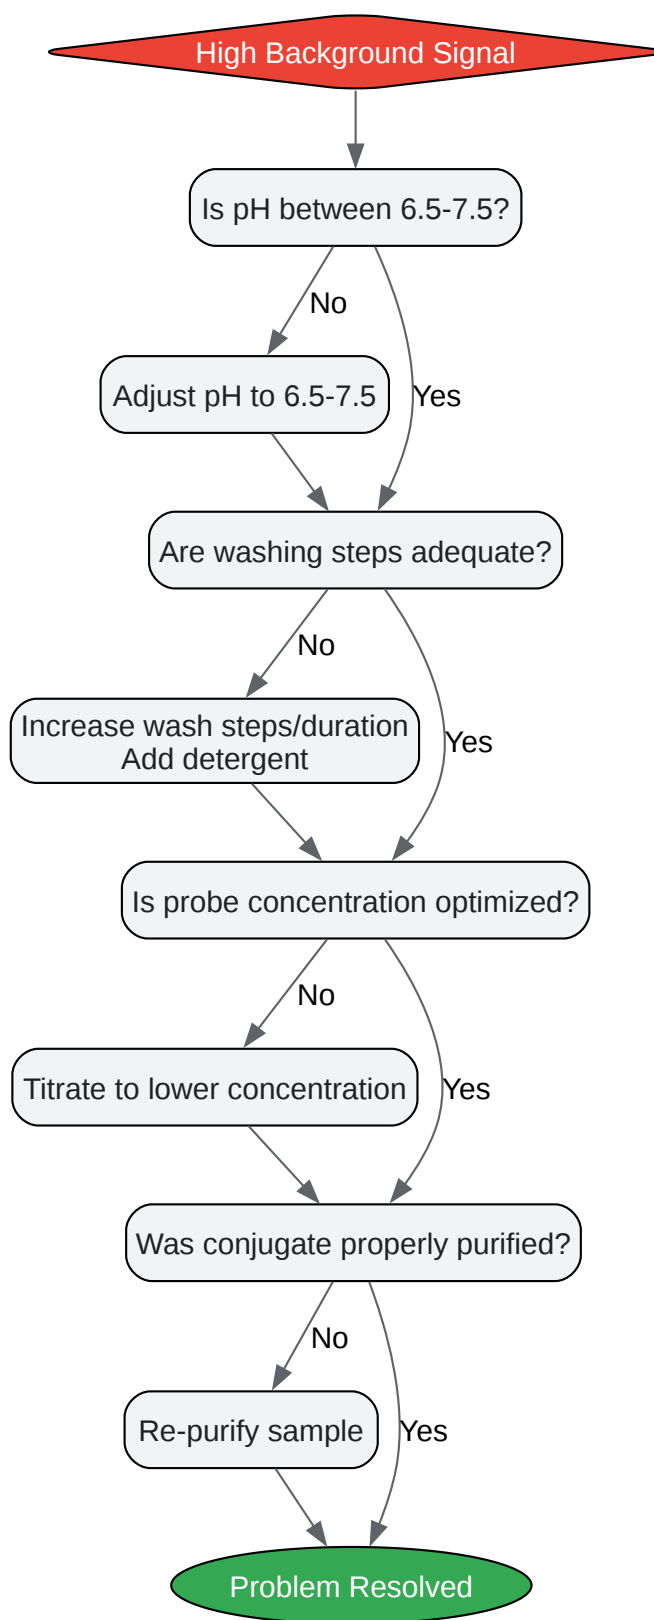 High Background Signal
Is pH between 6.5-7.5?
No
Adjust pH to 6.5-7.5
Yes
Are washing steps adequate?
No
Increase wash steps/duration
Add detergent
Yes
Is probe concentration optimized?
No
Titrate to lower concentration
Yes
Was conjugate properly purified?
No
Re-purify sample
Yes
Problem Resolved